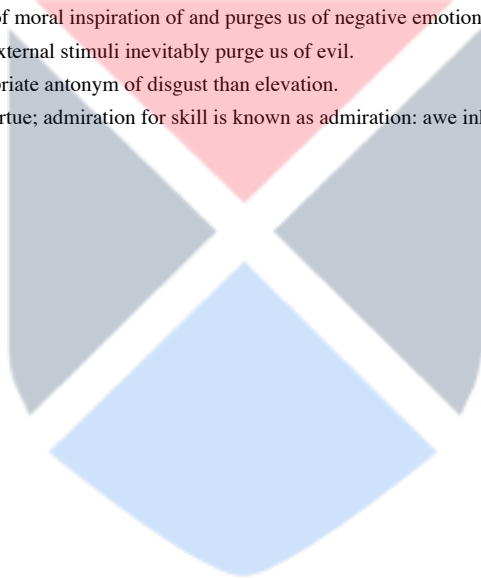 of moral inspiration of and purges us of negative emotion
xternal stimuli inevitably purge us of evil.
riate antonym of disgust than elevation.
rtue; admiration for skill is known as admiration: awe inl